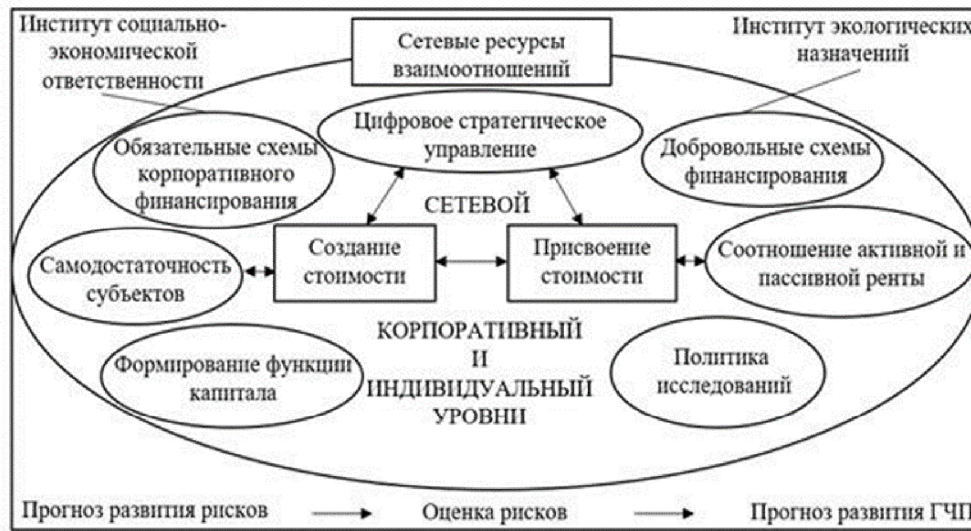 Институт социально-
экономической
ответственности
Сетевые ресурсы
взаимоотношений
Институт экологических
назначений
Обязательные схемы
корпоративного
финансирования
Цифровое стратегическое
управление
Добровольные схемы
финансирования
СЕТЕВОЙ
Самодостаточность
субъектов
Создание
стоимости
Присвоение
стоимости
Соотношение активной и
пассивной ренты
КОРПОРАТИВНЫЙ
И
ИНДИВИДУАЛЬНЫЙ
УРОВНИ
Формирование функции
капитала
Политика
исследований
Прогноз развития рисков
Оценка рисков
Прогноз развития ГЧП